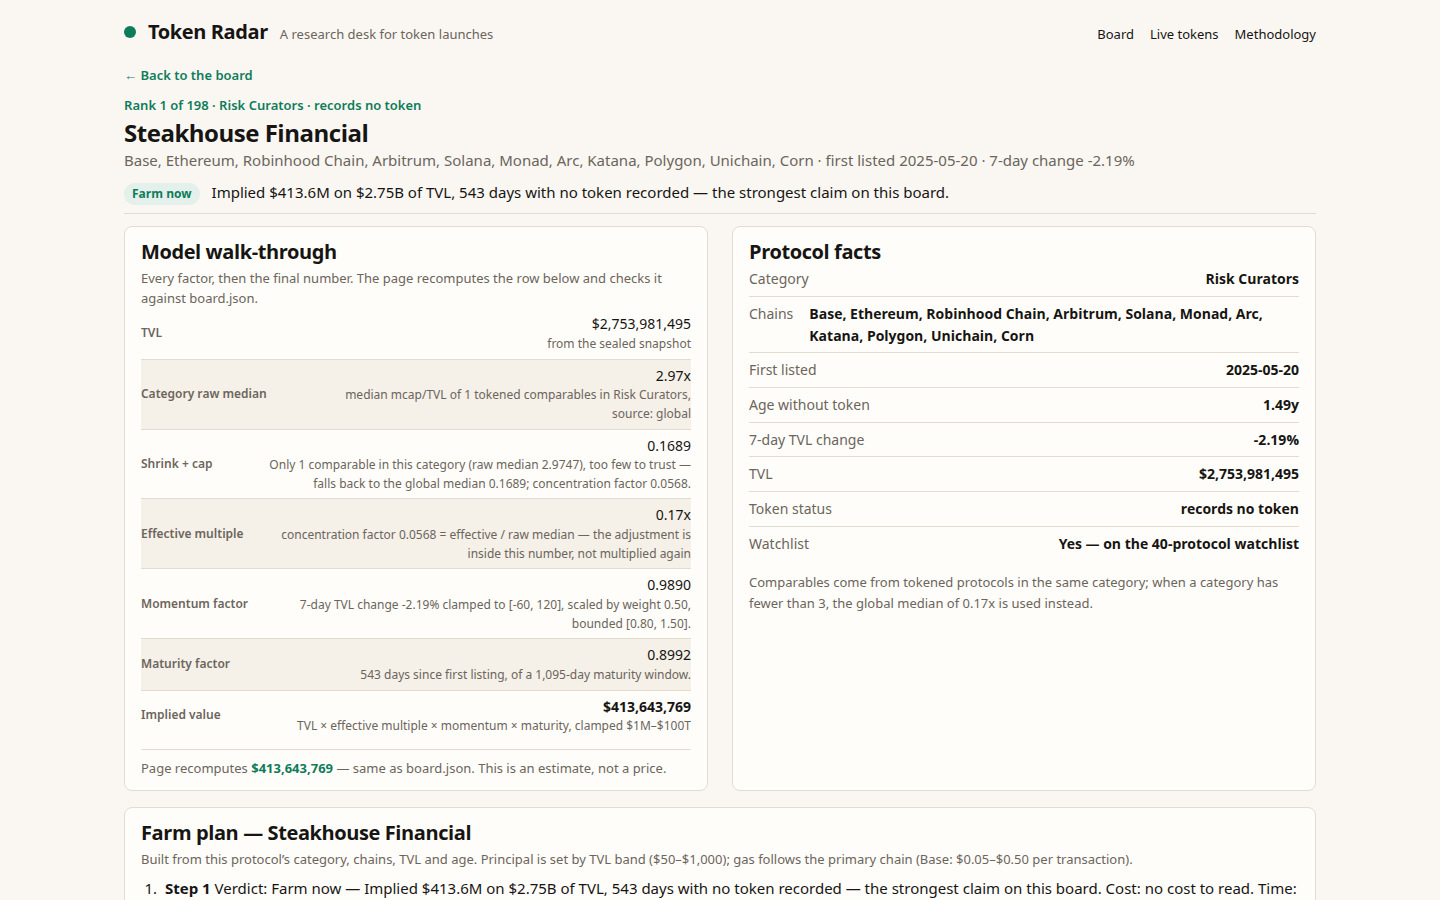 Token Radar A research desk for token launches
Board Live tokens Methodology
← Back to the board
Rank 1 of 198 · Risk Curators · records no token
Steakhouse Financial
Base, Ethereum, Robinhood Chain, Arbitrum, Solana, Monad, Arc, Katana, Polygon, Unichain, Corn · first listed 2025-05-20 · 7-day change -2.19%
Farm now Implied $413.6M on $2.75B of TVL, 543 days with no token recorded — the strongest claim on this board.
Model walk-through
Every factor, then the final number. The page recomputes the row below and checks it
against board.json.
TVL
$2,753,981,495
from the sealed snapshot
Category raw median
2.97x
median mcap/TVL of 1 tokened comparables in Risk Curators,
source: global
Shrink + cap
0.1689
Only 1 comparable in this category (raw median 2.9747), too few to trust —
falls back to the global median 0.1689; concentration factor 0.0568.
Effective multiple
0.17x
concentration factor 0.0568 = effective / raw median — the adjustment is
inside this number, not multiplied again
Momentum factor
0.9890
7-day TVL change -2.19% clamped to [-60, 120], scaled by weight 0.50,
bounded [0.80, 1.50].
Maturity factor
0.8992
543 days since first listing, of a 1,095-day maturity window.
Implied value
$413,643,769
TVL × effective multiple × momentum × maturity, clamped $1M–$100T
Page recomputes $413,643,769 — same as board.json. This is an estimate, not a price.
Protocol facts
Category Risk Curators
Chains Base, Ethereum, Robinhood Chain, Arbitrum, Solana, Monad, Arc,
Katana, Polygon, Unichain, Corn
First listed 2025-05-20
Age without token 1.49y
7-day TVL change -2.19%
TVL $2,753,981,495
Token status records no token
Watchlist Yes — on the 40-protocol watchlist
Comparables come from tokened protocols in the same category; when a category has
fewer than 3, the global median of 0.17x is used instead.
Farm plan — Steakhouse Financial
Built from this protocol's category, chains, TVL and age. Principal is set by TVL band ($50–$1,000); gas follows the primary chain (Base: $0.05–$0.50 per transaction).
1. Step 1 Verdict: Farm now — Implied $413.6M on $2.75B of TVL, 543 days with no token recorded — the strongest claim on this board. Cost: no cost to read. Time: